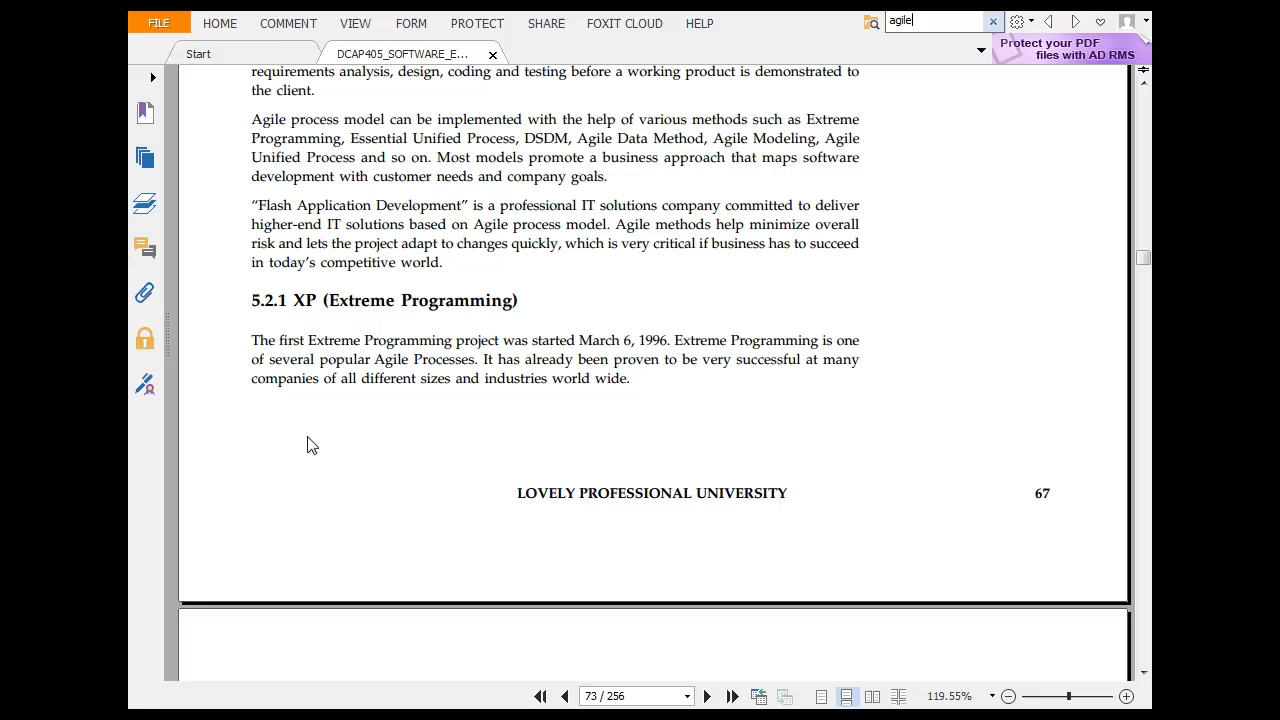 FILE HOME COMMENT VIEW FORM PROTECT SHARE FOXIT CLOUD HELP agile
Start DCAP405_SOFTWARE_E...
Protect your PDF
files with AD RMS
requirements analysis, design, coding and testing before a working product is demonstrated to
the client.
Agile process model can be implemented with the help of various methods such as Extreme
Programming, Essential Unified Process, DSDM, Agile Data Method, Agile Modeling, Agile
Unified Process and so on. Most models promote a business approach that maps software
development with customer needs and company goals.
“Flash Application Development” is a professional IT solutions company committed to deliver
higher-end IT solutions based on Agile process model. Agile methods help minimize overall
risk and lets the project adapt to changes quickly, which is very critical if business has to succeed
in today’s competitive world.
5.2.1 XP (Extreme Programming)
The first Extreme Programming project was started March 6, 1996. Extreme Programming is one
of several popular Agile Processes. It has already been proven to be very successful at many
companies of all different sizes and industries world wide.
LOVELY PROFESSIONAL UNIVERSITY 67
73 / 256 119.55%